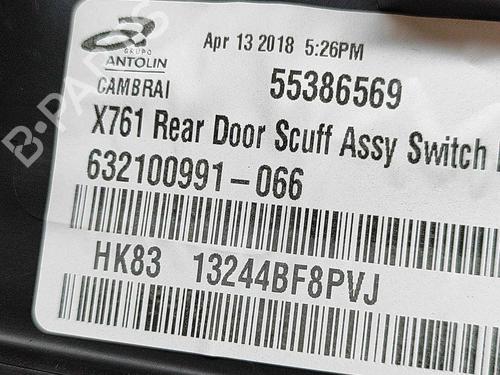 GRUPO
ANTOLIN
CAMBRAI
Apr 13 2018 5:26PM
55386569
X761 Rear Door Scuff Assy Switch
632100991-066
HK83 13244BF8PVJ
B-PARTS